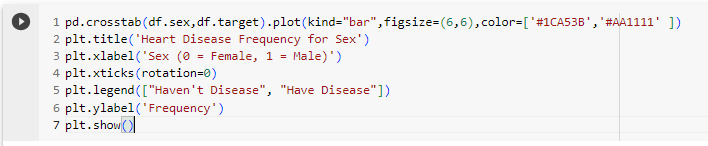 1 pd.crosstab(df.sex,df.target).plot(kind="bar",figsize=(6,6),color=['#1CA53B','#AA1111' ])
2 plt.title('Heart Disease Frequency for Sex')
3 plt.xlabel('Sex (0 = Female, 1 = Male)')
4 plt.xticks(rotation=0)
5 plt.legend(["Haven't Disease", "Have Disease"])
6 plt.ylabel('Frequency')
7 plt.show()